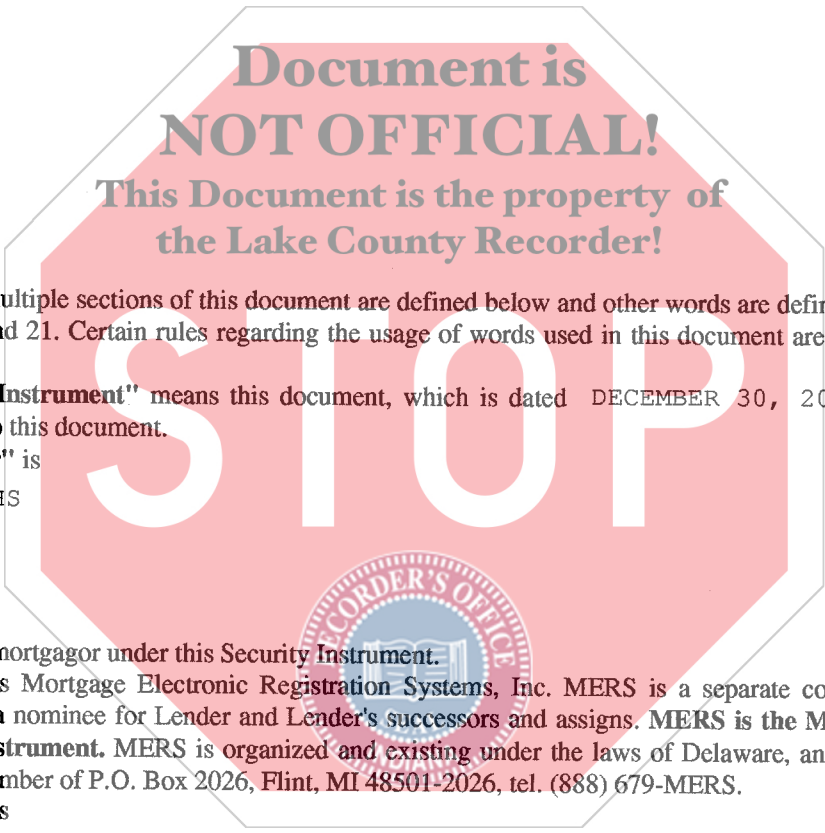 Document is
NOT OFFICIAL!
This Document is the property of
the Lake County Recorder!
ultiple sections of this document are defined below and other words are defin
d 21. Certain rules regarding the usage of words used in this document are
STOP
Instrument" means this document, which is dated DECEMBER 30, 20
this document.
" is
IS
RECORDER'S OFFICE
mortgagor under this Security Instrument.
s Mortgage Electronic Registration Systems, Inc. MERS is a separate co
a nominee for Lender and Lender's successors and assigns. MERS is the M
strument. MERS is organized and existing under the laws of Delaware, an
mber of P.O. Box 2026, Flint, MI 48501-2026, tel. (888) 679-MERS.
s